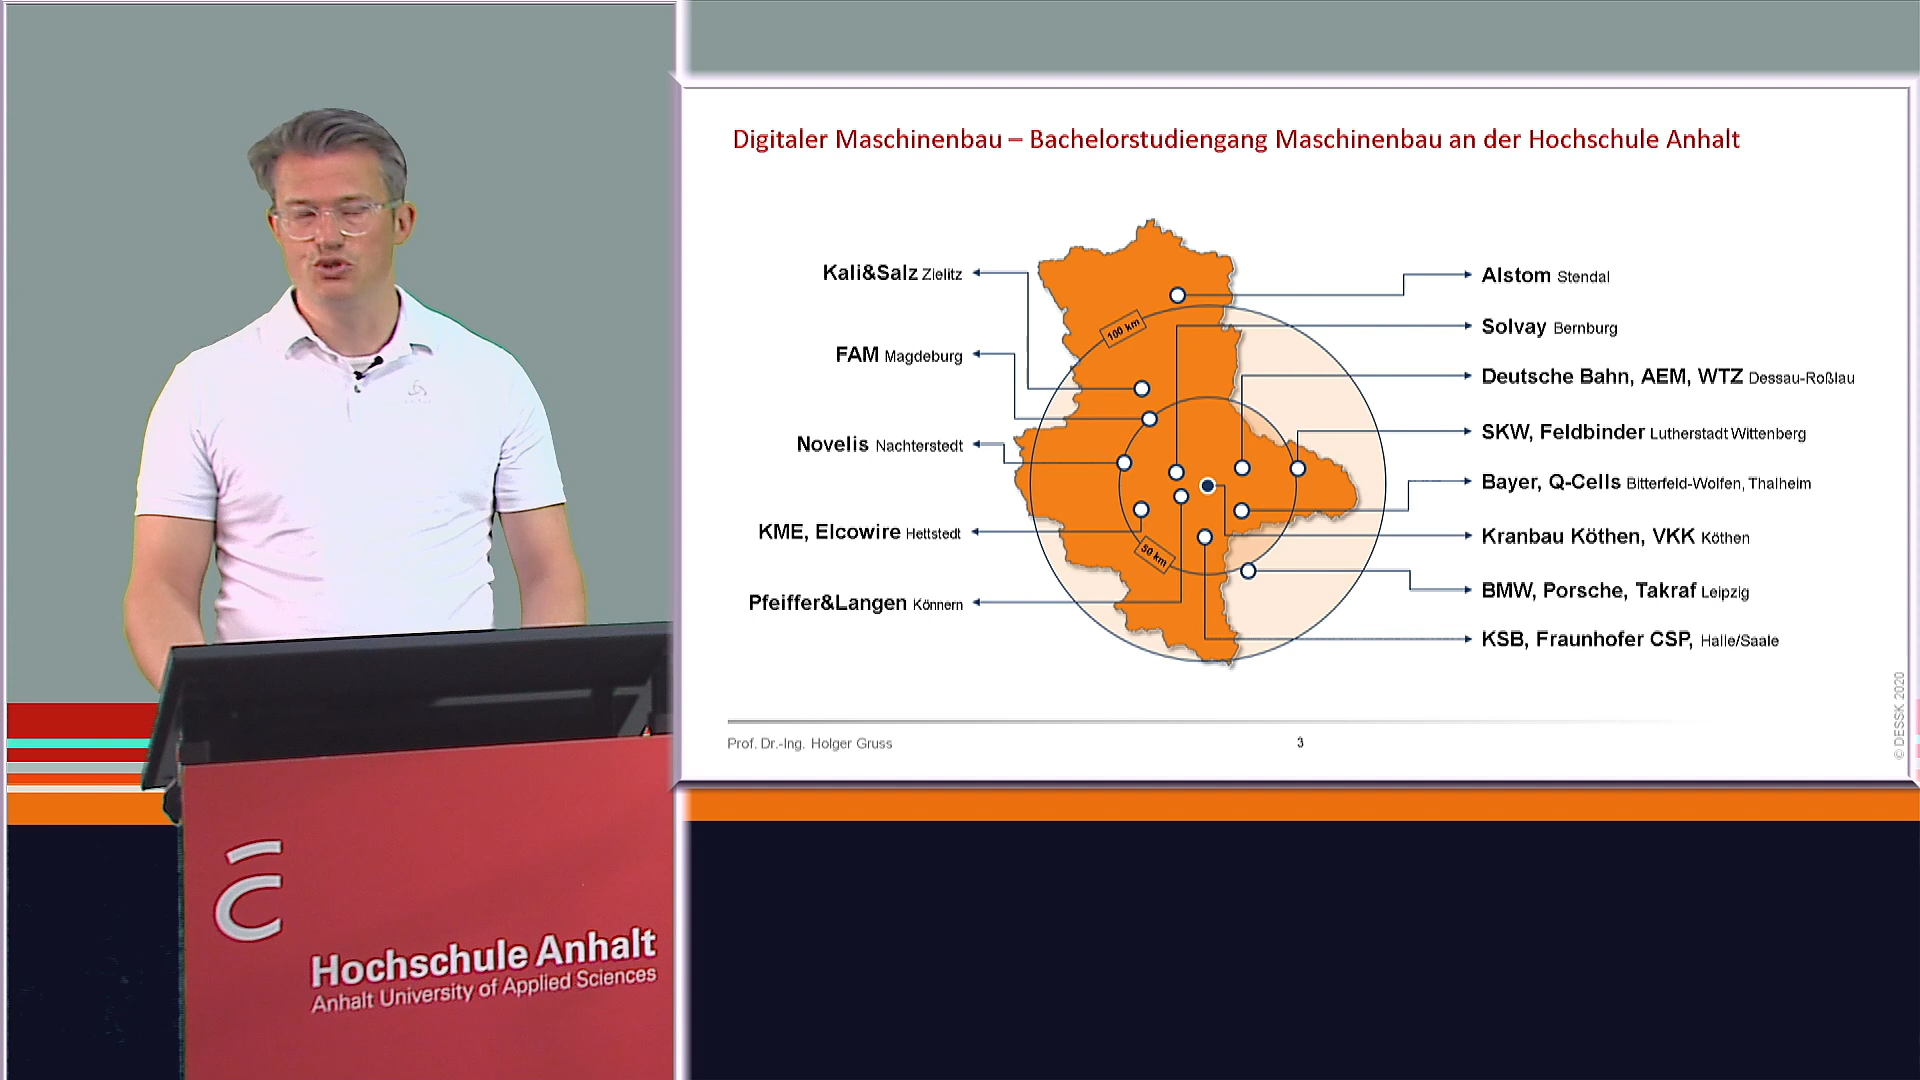 Digitaler Maschinenbau – Bachelorstudiengang Maschinenbau an der Hochschule Anhalt
Kali&Salz Zielitz
FAM Magdeburg
Novelis Nachterstedt
KME, Elcowire Hettstedt
Pfeiffer&Langen Könnern
100 km
50 km
Alstom Stendal
Solvay Bernburg
Deutsche Bahn, AEM, WTZ Dessau-Roßlau
SKW, Feldbinder Lutherstadt Wittenberg
Bayer, Q-Cells Bitterfeld-Wolfen, Thalheim
Kranbau Köthen, VKK Köthen
BMW, Porsche, Takraf Leipzig
KSB, Fraunhofer CSP, Halle/Saale
Prof. Dr.-Ing. Holger Gruss
3
© DESSK 2020
Hochschule Anhalt
Anhalt University of Applied Sciences